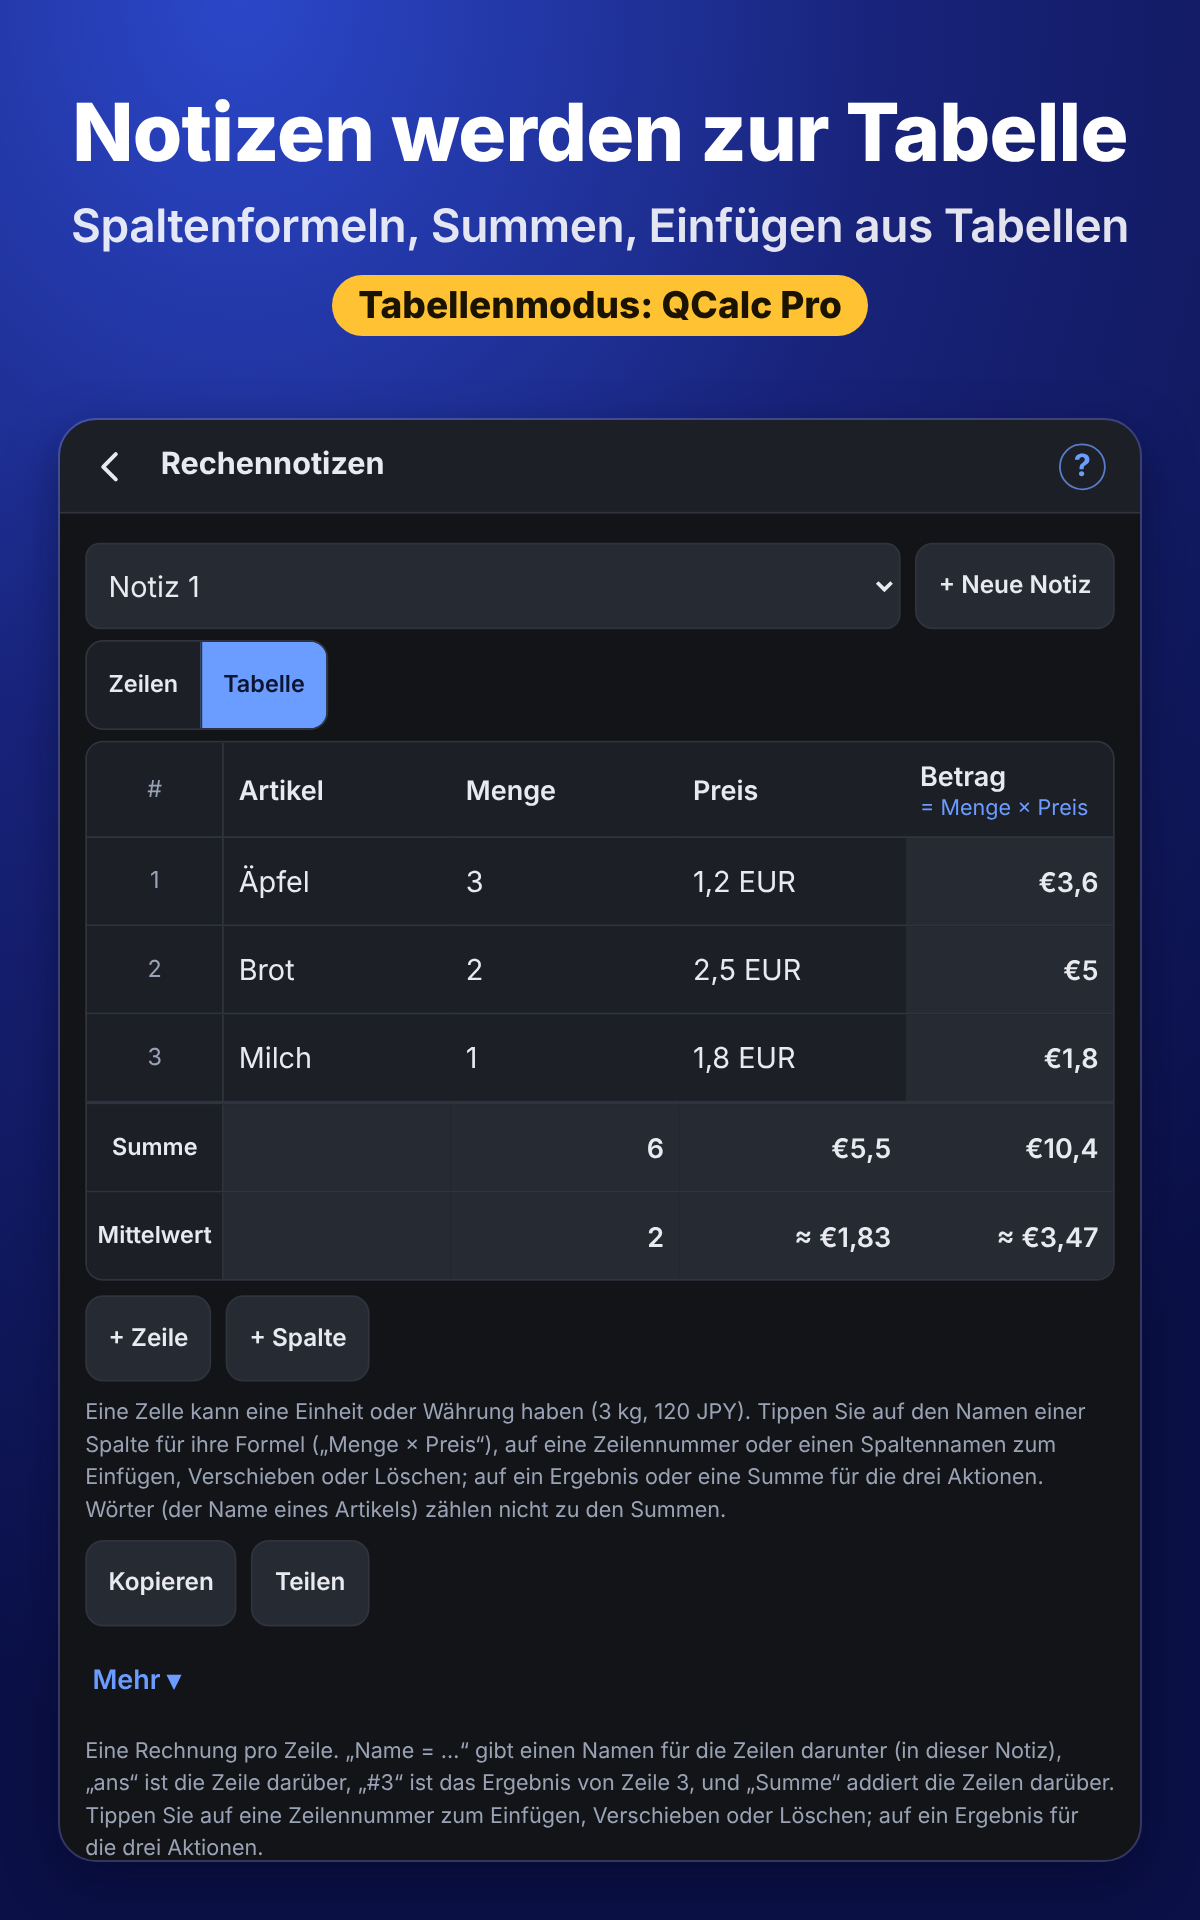 Notizen werden zur Tabelle
Spaltenformeln, Summen, Einfügen aus Tabellen
Tabellenmodus: QCalc Pro
Rechennotizen
?
Notiz 1
+ Neue Notiz
Zeilen Tabelle
# Artikel Menge Preis Betrag
= Menge × Preis
1 Äpfel 3 1,2 EUR €3,6
2 Brot 2 2,5 EUR €5
3 Milch 1 1,8 EUR €1,8
Summe 6 €5,5 €10,4
Mittelwert 2 ≈ €1,83 ≈ €3,47
+ Zeile + Spalte
Eine Zelle kann eine Einheit oder Währung haben (3 kg, 120 JPY). Tippen Sie auf den Namen einer
Spalte für ihre Formel („Menge × Preis“), auf eine Zeilennummer oder einen Spaltennamen zum
Einfügen, Verschieben oder Löschen; auf ein Ergebnis oder eine Summe für die drei Aktionen.
Wörter (der Name eines Artikels) zählen nicht zu den Summen.
Kopieren Teilen
Mehr ▾
Eine Rechnung pro Zeile. „Name = …“ gibt einen Namen für die Zeilen darunter (in dieser Notiz),
„ans“ ist die Zeile darüber, „#3“ ist das Ergebnis von Zeile 3, und „Summe“ addiert die Zeilen darüber.
Tippen Sie auf eine Zeilennummer zum Einfügen, Verschieben oder Löschen; auf ein Ergebnis für
die drei Aktionen.